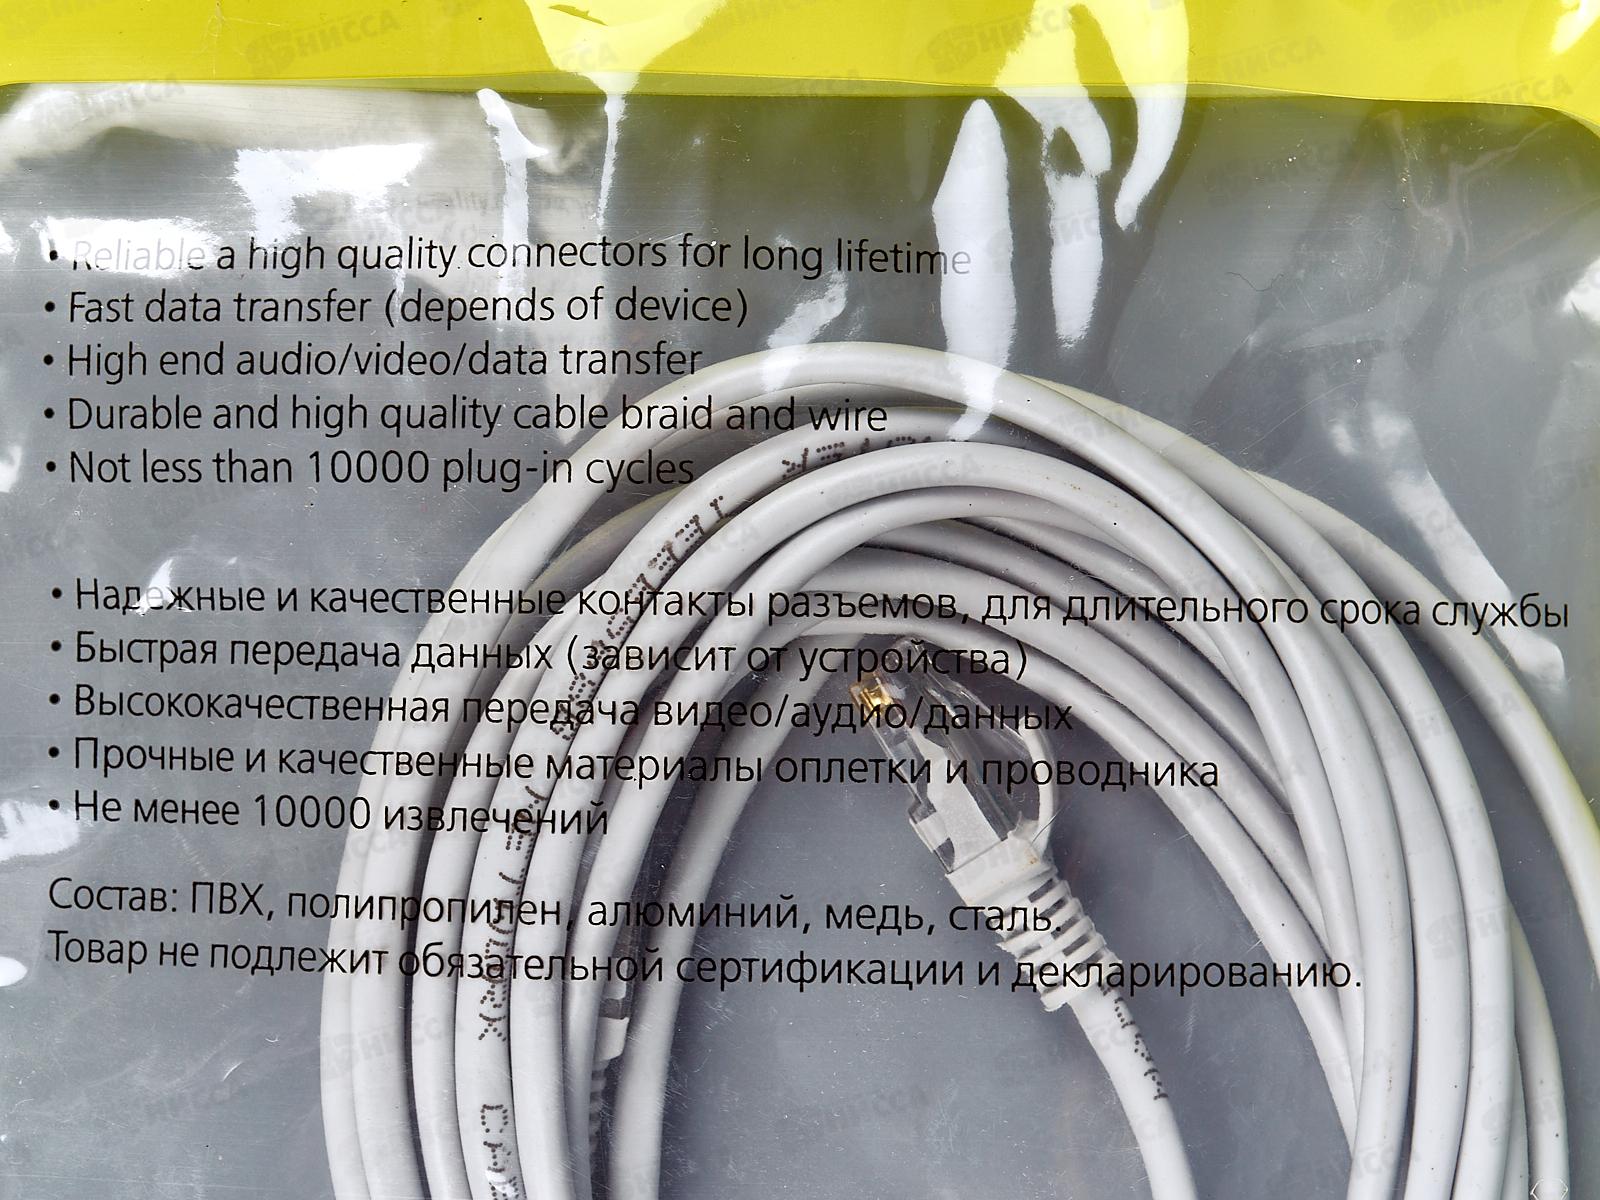 • Reliable a high quality connectors for long lifetime
• Fast data transfer (depends of device)
• High end audio/video/data transfer
• Durable and high quality cable braid and wire
• Not less than 10000 plug-in cycles
• Надежные и качественные контакты разъемов, для длительного срока службы
• Быстрая передача данных (зависит от устройства)
• Высококачественная передача видео/аудио/данных
• Прочные и качественные материалы оплетки и проводника
• Не менее 10000 извлечений
Состав: ПВХ, полипропилен, алюминий, медь, сталь.
Товар не подлежит обязательной сертификации и декларированию.